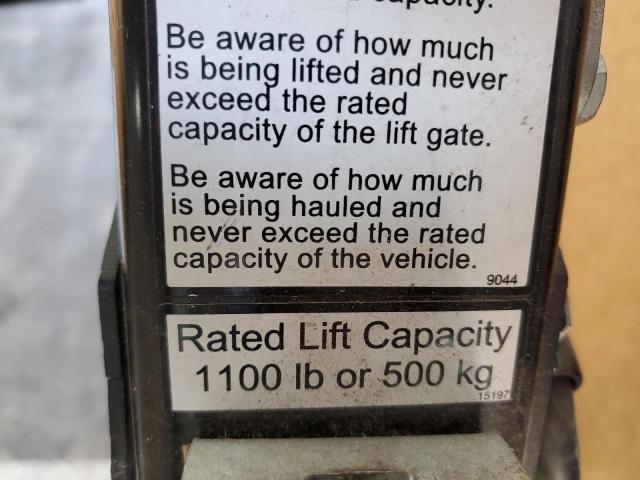 capacity.
Be aware of how much
is being lifted and never
exceed the rated
capacity of the lift gate.
Be aware of how much
is being hauled and
never exceed the rated
capacity of the vehicle.
9044
Rated Lift Capacity
1100 lb or 500 kg
15197